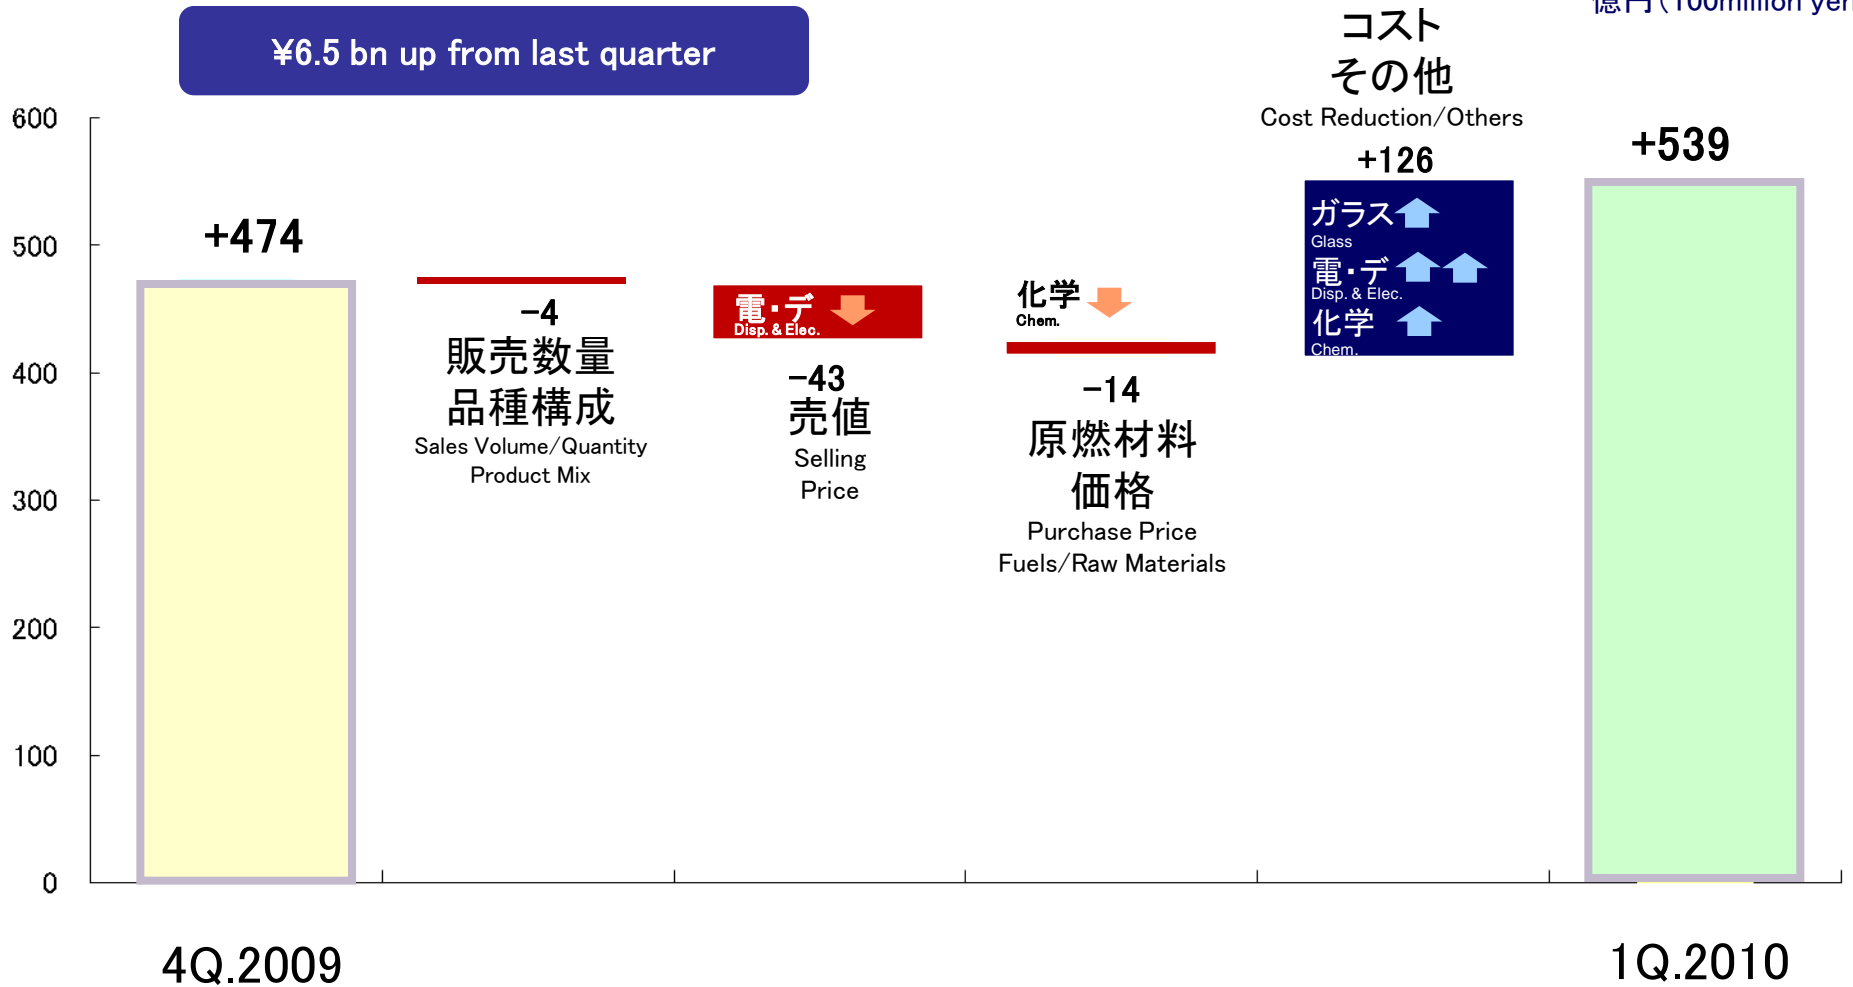 億円(100million yen
¥6.5 bn up from last quarter
コスト
その他
Cost Reduction/Others
+126
ガラス
Glass
電・デ
Disp. & Elec.
化学
Chem.
+539
+474
-4
販売数量
品種構成
Sales Volume/Quantity
Product Mix
電・デ
Disp. & Elec.
-43
売値
Selling
Price
化学
Chem.
-14
原燃材料
価格
Purchase Price
Fuels/Raw Materials
600
500
400
300
200
100
0
4Q.2009
1Q.2010